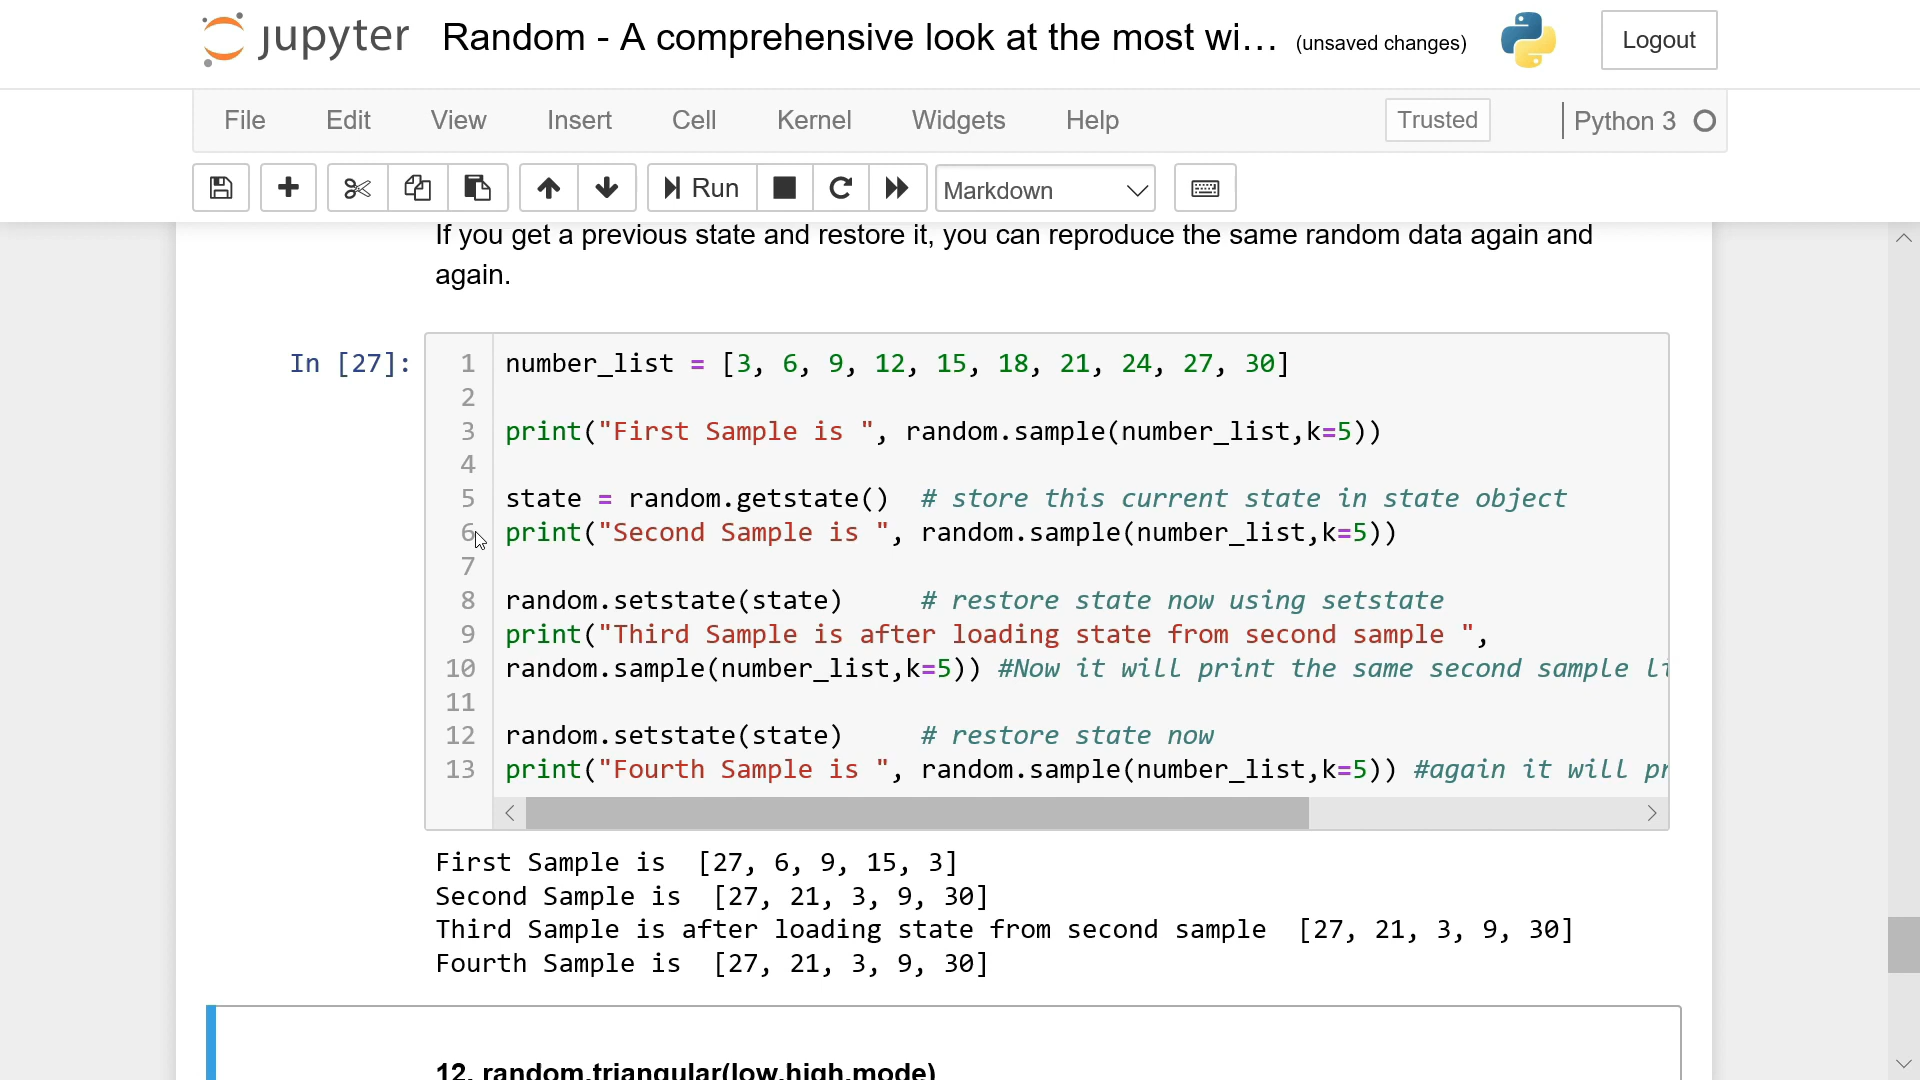 jupyter Random - A comprehensive look at the most wi... (unsaved changes) Logout
File Edit View Insert Cell Kernel Widgets Help Trusted Python 3
Run Markdown
If you get a previous state and restore it, you can reproduce the same random data again and
again.
In [27]:
1 number_list = [3, 6, 9, 12, 15, 18, 21, 24, 27, 30]
2
3 print("First Sample is ", random.sample(number_list,k=5))
4
5 state = random.getstate()  # store this current state in state object
6 print("Second Sample is ", random.sample(number_list,k=5))
7
8 random.setstate(state)     # restore state now using setstate
9 print("Third Sample is after loading state from second sample ",
10 random.sample(number_list,k=5)) #Now it will print the same second sample
11
12 random.setstate(state)     # restore state now
13 print("Fourth Sample is ", random.sample(number_list,k=5)) #again it will
First Sample is  [27, 6, 9, 15, 3]
Second Sample is  [27, 21, 3, 9, 30]
Third Sample is after loading state from second sample  [27, 21, 3, 9, 30]
Fourth Sample is  [27, 21, 3, 9, 30]
12. random.triangular(low,high,mode)